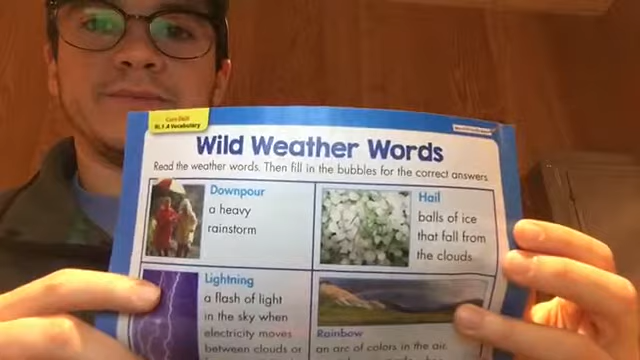 Core Skill
Wild Weather Words
Read the weather words. Then fill in the bubbles for the correct answers.
Downpour
a heavy
rainstorm
Hail
balls of ice
that fall from
the clouds
Lightning
a flash of light
in the sky when
electricity moves
between clouds or
Rainbow
an arc of colors in the air